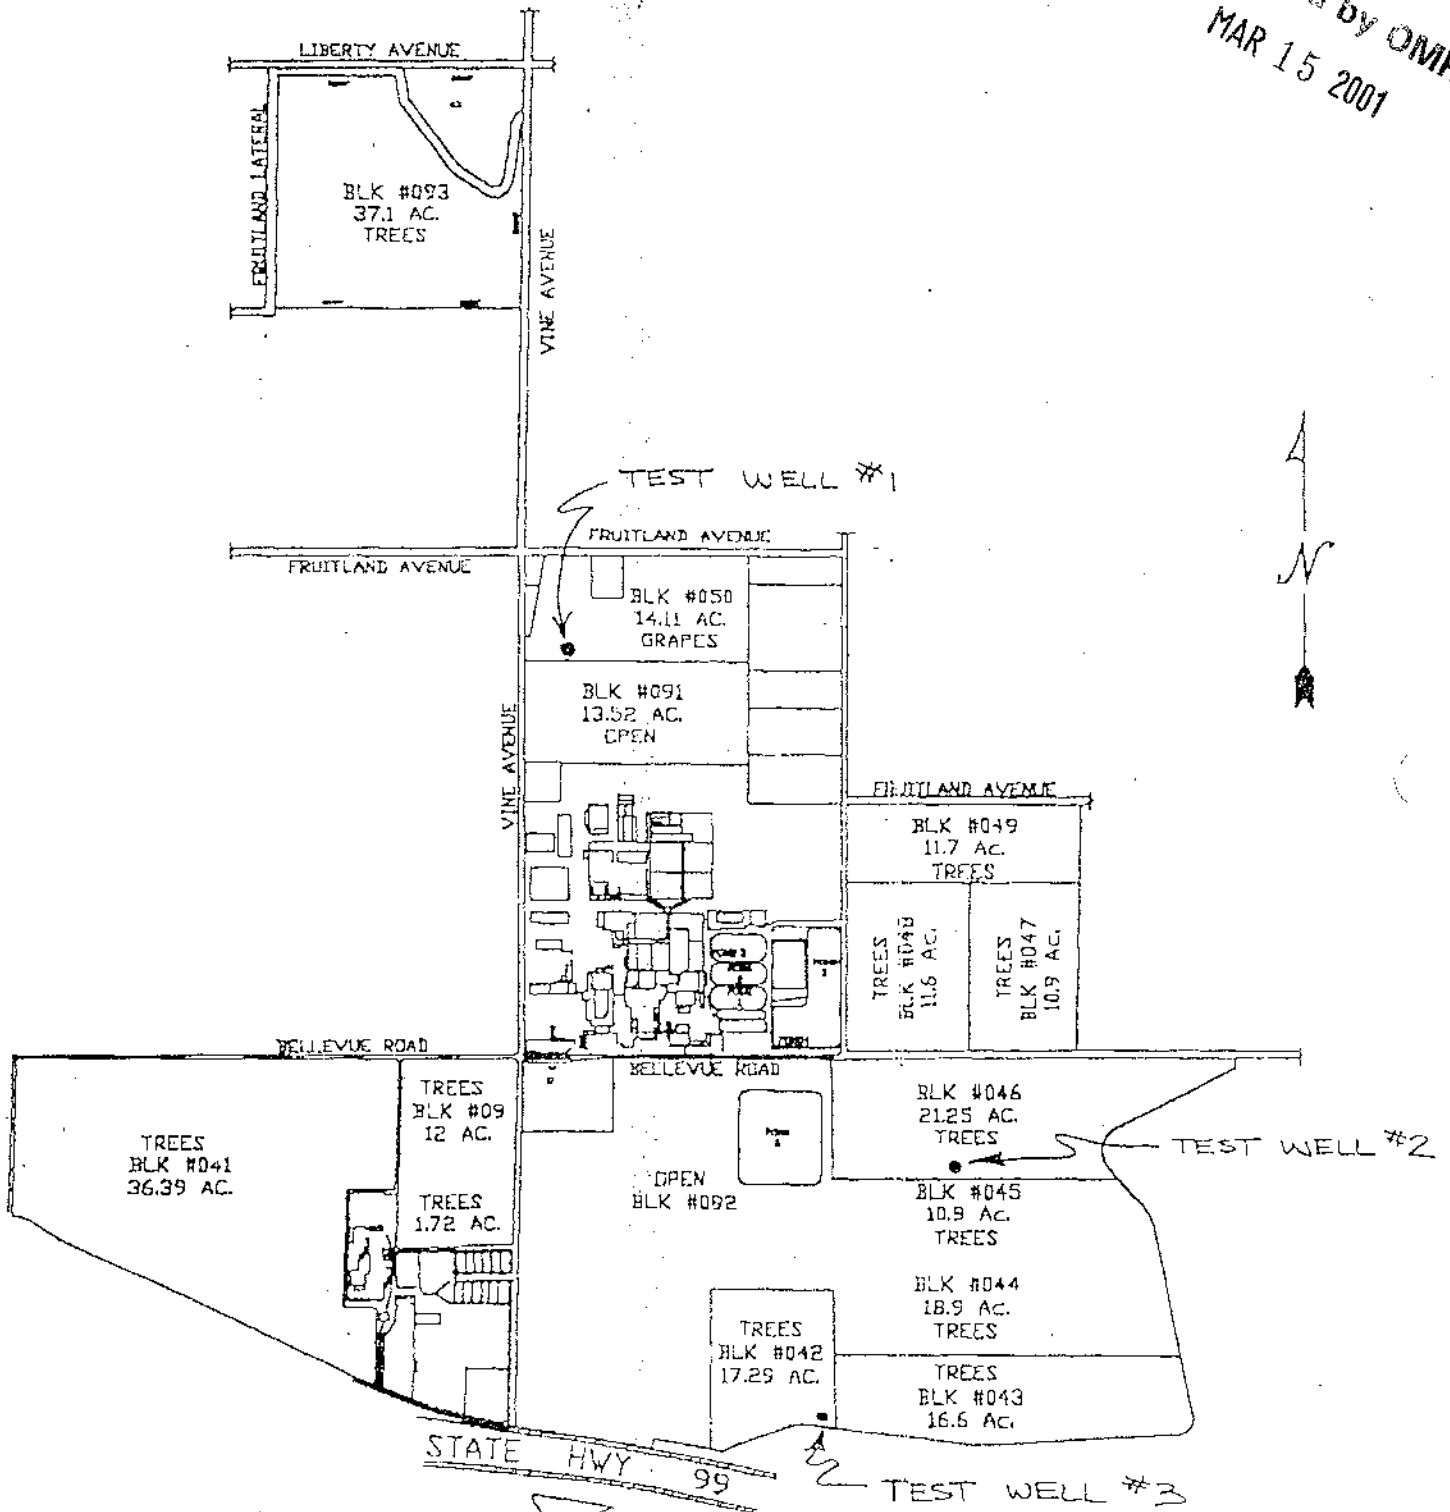 by OM
MAR 15 2001
LIBERTY AVENUE
FRUITLAND LATERAL
BLK #093
37.1 AC.
TREES
VINE AVENUE
TEST WELL #1
FRUITLAND AVENUE
FRUITLAND AVENUE
N
BLK #050
14.11 AC.
GRAPES
BLK #091
13.52 AC.
OPEN
VINE AVENUE
FRUITLAND AVENUE
BLK #049
11.7 AC.
TREES
TREES
BLK #048
11.6 AC.
TREES
BLK #047
10.9 AC.
BELLEVUE ROAD
BELLEVUE ROAD
TREES
BLK #09
12 AC.
BLK #046
21.25 AC.
TREES
TEST WELL #2
TREES
BLK #041
36.39 AC.
TREES
1.72 AC.
OPEN
BLK #092
BLK #045
10.9 AC.
TREES
BLK #044
18.9 AC.
TREES
TREES
BLK #042
17.29 AC.
TREES
BLK #043
16.6 AC.
STATE HWY 99
TEST WELL #3